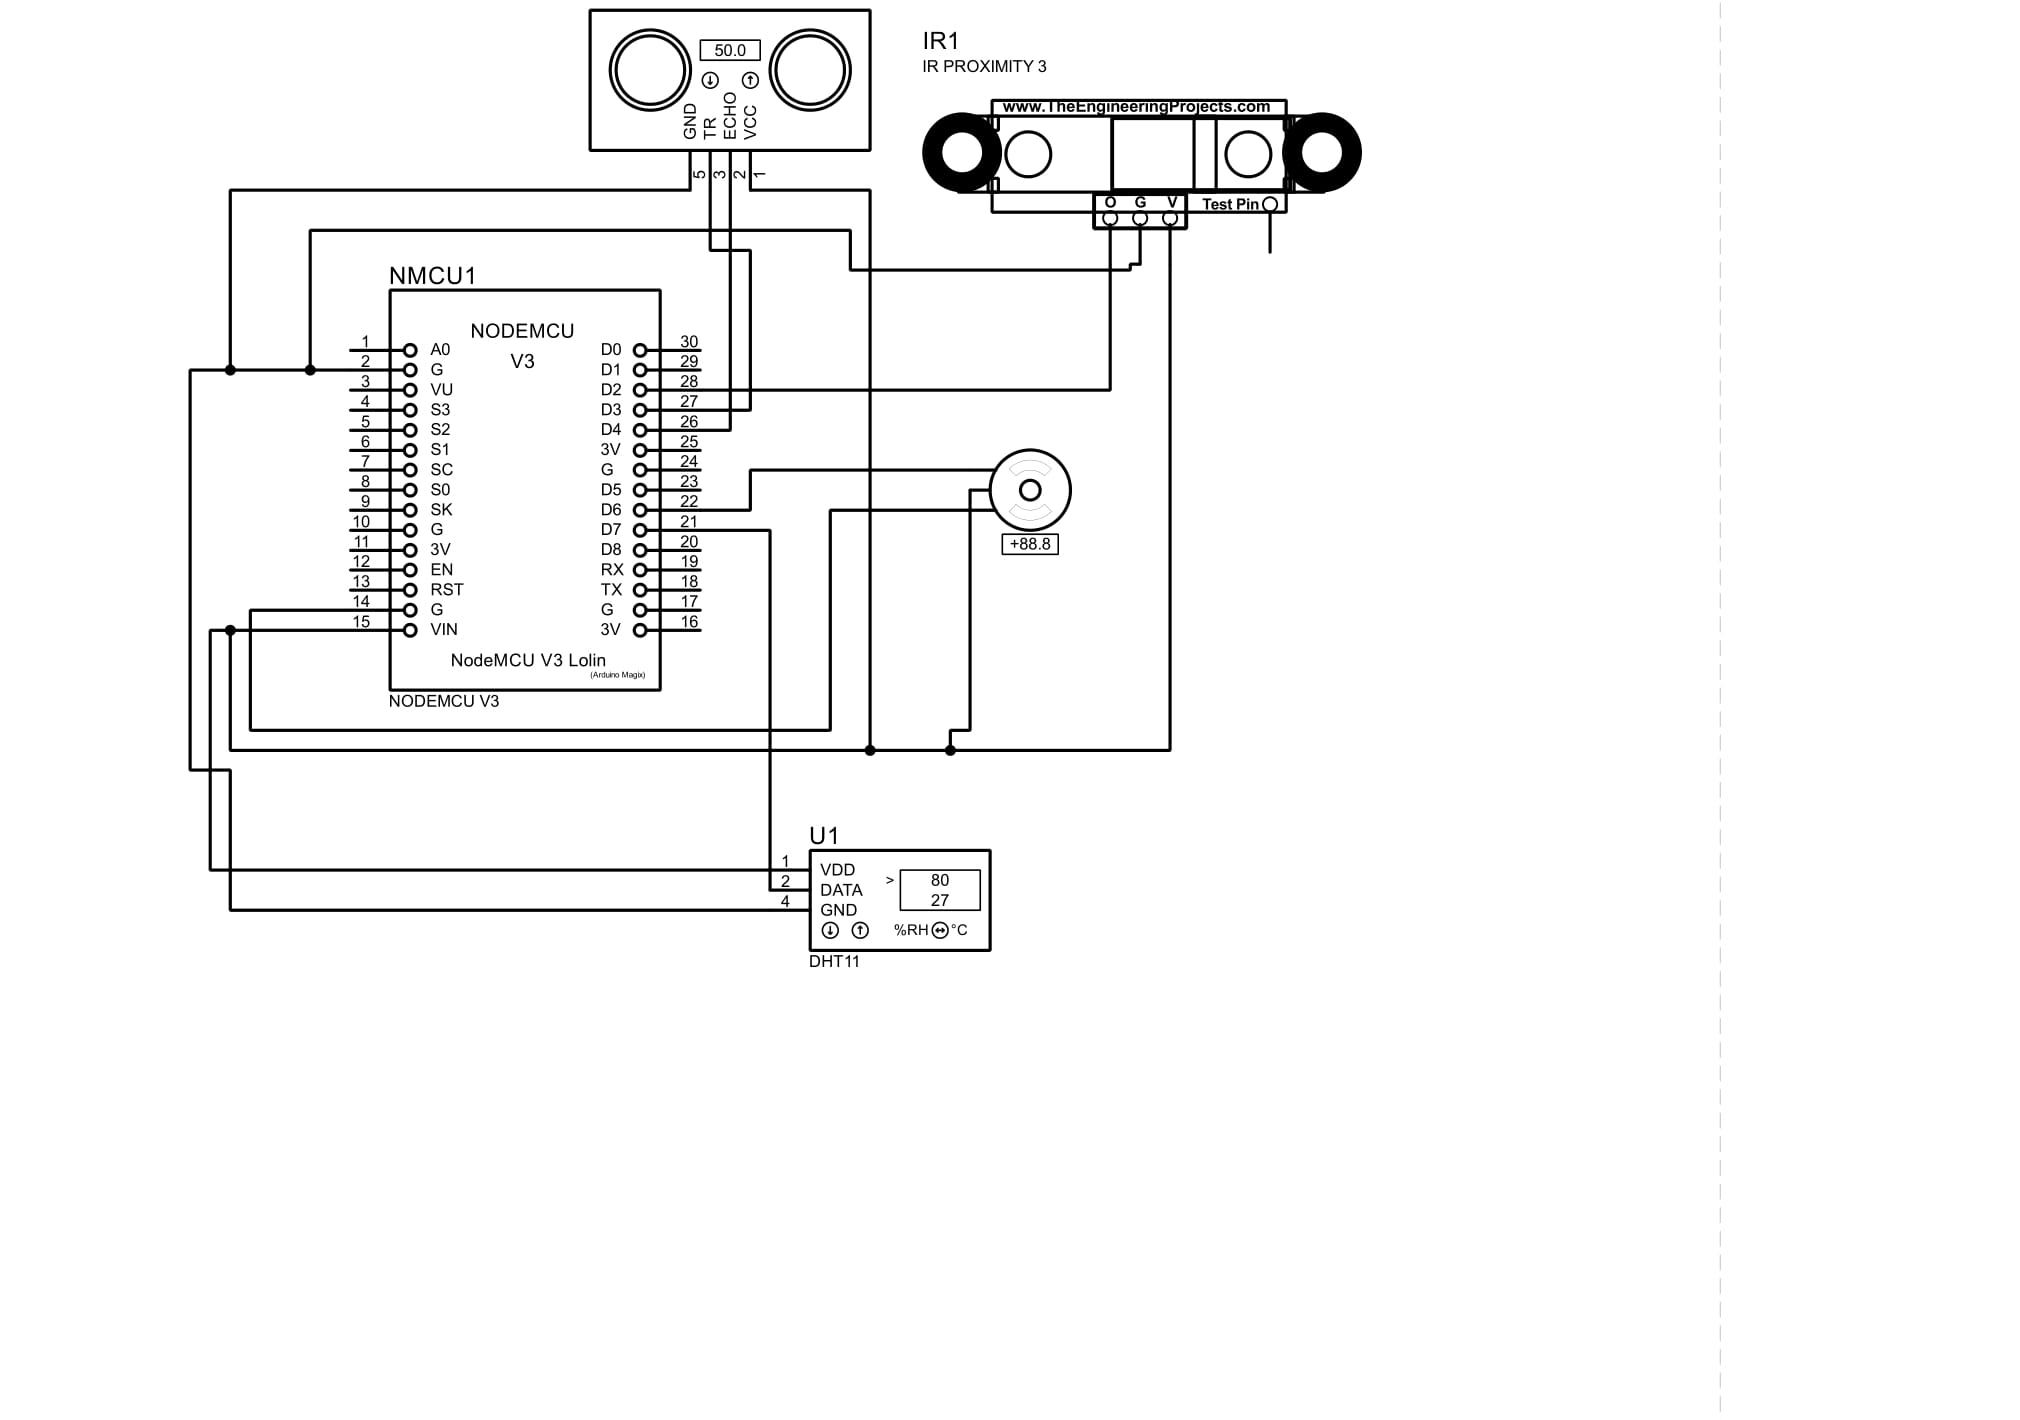 50.0
GND
TR
ECHO
VCC
5
3
2
1
IR1
IR PROXIMITY 3
www.TheEngineeringProjects.com
O G V
Test Pin
NMCU1
NODEMCU
V3
1 A0 D0 30
2 G D1 29
3 VU D2 28
4 S3 D3 27
5 S2 D4 26
6 S1 3V 25
7 SC G 24
8 S0 D5 23
9 SK D6 22
10 G D7 21
11 3V D8 20
12 EN RX 19
13 RST TX 18
14 G G 17
15 VIN 3V 16
NodeMCU V3 Lolin
(Arduino Magix)
NODEMCU V3
+88.8
U1
1 VDD > 80
2 DATA 27
4 GND
%RH °C
DHT11